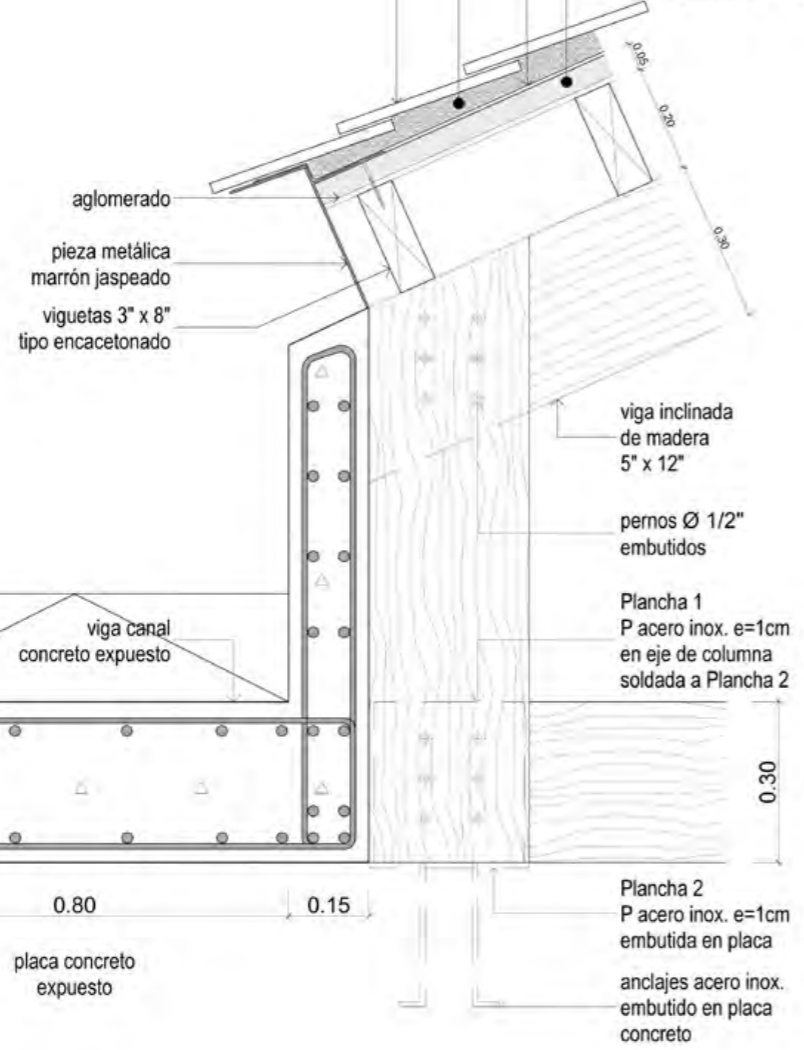 0.05
0.20
0.30
aglomerado
pieza metálica
marrón jaspeado
viguetas 3" x 8"
tipo encacetonado
viga inclinada
de madera
5" x 12"
pernos Ø 1/2"
embutidos
Plancha 1
P acero inox. e=1cm
en eje de columna
soldada a Plancha 2
viga canal
concreto expuesto
0.30
0.80
0.15
Plancha 2
P acero inox. e=1cm
embutida en placa
placa concreto
expuesto
anclajes acero inox.
embutido en placa
concreto